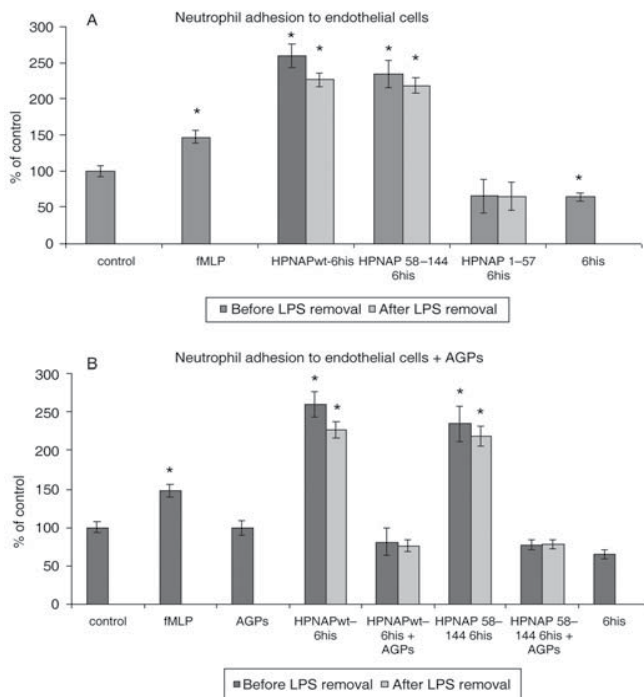 A
Neutrophil adhesion to endothelial cells
% of control
300
250
200
150
100
50
0
*
*
*
*
*
*
control
fMLP
HPNAPwt-6his
HPNAP 58–144
6his
HPNAP 1–57
6his
6his
Before LPS removal
After LPS removal
B
Neutrophil adhesion to endothelial cells + AGPs
% of control
300
250
200
150
100
50
0
*
*
*
*
*
control
fMLP
AGPs
HPNAPwt–
6his
HPNAPwt–
6his + AGPs
HPNAP 58–
144 6his
HPNAP 58–
144 6his + AGPs
6his
Before LPS removal
After LPS removal